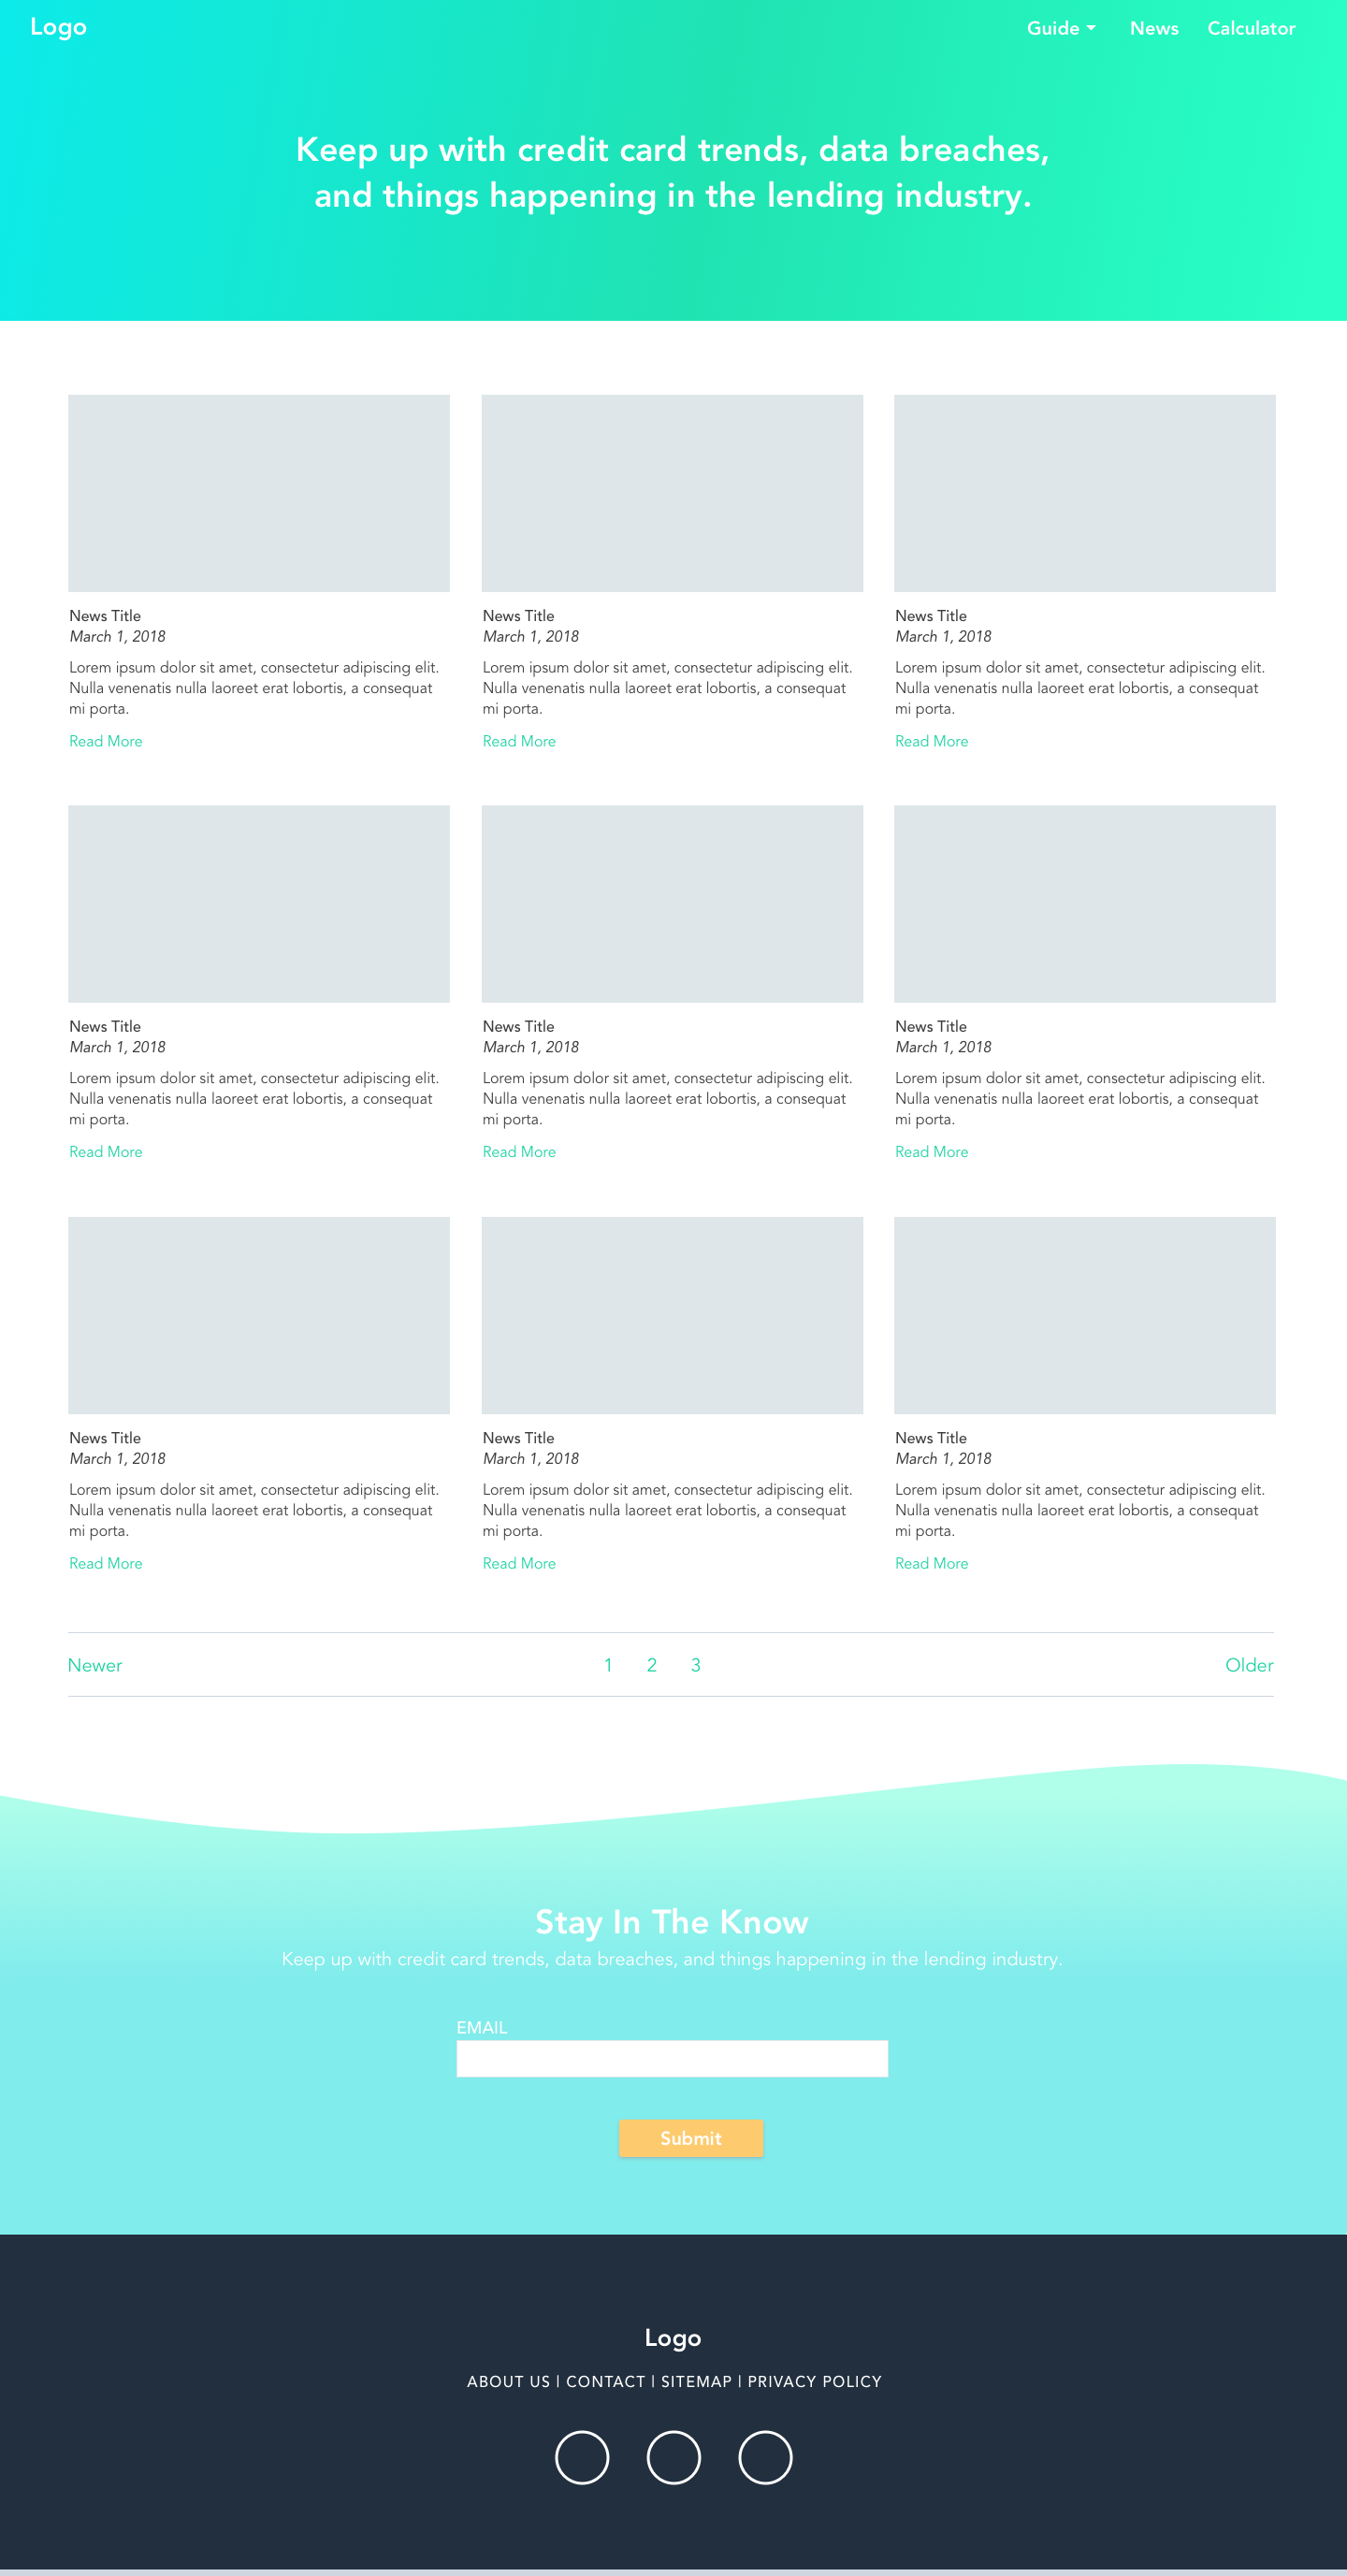 Logo
Guide News Calculator
Keep up with credit card trends, data breaches,
and things happening in the lending industry.
News Title
March 1, 2018
Lorem ipsum dolor sit amet, consectetur adipiscing elit.
Nulla venenatis nulla laoreet erat lobortis, a consequat
mi porta.
Read More
News Title
March 1, 2018
Lorem ipsum dolor sit amet, consectetur adipiscing elit.
Nulla venenatis nulla laoreet erat lobortis, a consequat
mi porta.
Read More
News Title
March 1, 2018
Lorem ipsum dolor sit amet, consectetur adipiscing elit.
Nulla venenatis nulla laoreet erat lobortis, a consequat
mi porta.
Read More
News Title
March 1, 2018
Lorem ipsum dolor sit amet, consectetur adipiscing elit.
Nulla venenatis nulla laoreet erat lobortis, a consequat
mi porta.
Read More
News Title
March 1, 2018
Lorem ipsum dolor sit amet, consectetur adipiscing elit.
Nulla venenatis nulla laoreet erat lobortis, a consequat
mi porta.
Read More
News Title
March 1, 2018
Lorem ipsum dolor sit amet, consectetur adipiscing elit.
Nulla venenatis nulla laoreet erat lobortis, a consequat
mi porta.
Read More
News Title
March 1, 2018
Lorem ipsum dolor sit amet, consectetur adipiscing elit.
Nulla venenatis nulla laoreet erat lobortis, a consequat
mi porta.
Read More
News Title
March 1, 2018
Lorem ipsum dolor sit amet, consectetur adipiscing elit.
Nulla venenatis nulla laoreet erat lobortis, a consequat
mi porta.
Read More
News Title
March 1, 2018
Lorem ipsum dolor sit amet, consectetur adipiscing elit.
Nulla venenatis nulla laoreet erat lobortis, a consequat
mi porta.
Read More
Newer 1 2 3 Older
Stay In The Know
Keep up with credit card trends, data breaches, and things happening in the lending industry.
EMAIL
Submit
Logo
ABOUT US | CONTACT | SITEMAP | PRIVACY POLICY